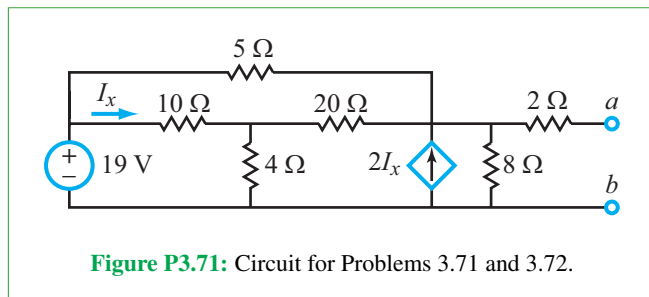 5 Ω
Iₓ
10 Ω
20 Ω
2 Ω
a
+
−
19 V
4 Ω
2Iₓ
8 Ω
b
Figure P3.71: Circuit for Problems 3.71 and 3.72.